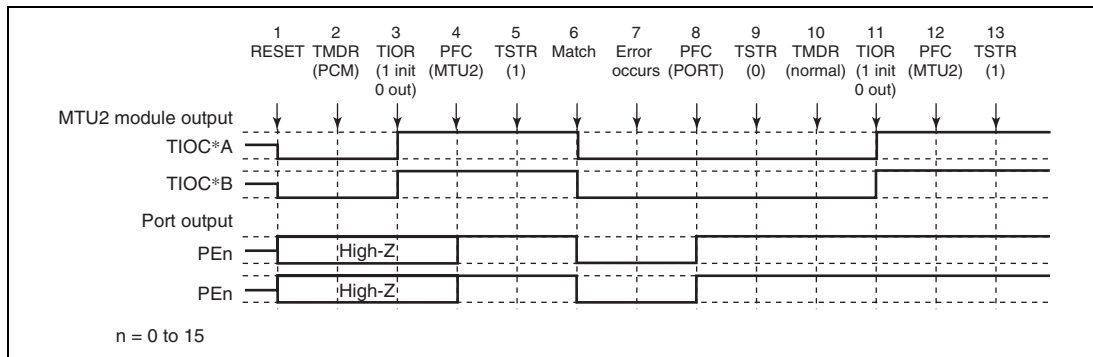 1 2 3 4 5 6 7 8 9 10 11 12 13
RESET TMDR TIOR PFC TSTR Match Error PFC TSTR TMDR TIOR PFC TSTR
(PCM) (1 init (MTU2) (1) occurs (PORT) (0) (normal) (1 init (MTU2) (1)
0 out) 0 out)
MTU2 module output
TIOC*A
TIOC*B
Port output
PEn High-Z
PEn High-Z
n = 0 to 15